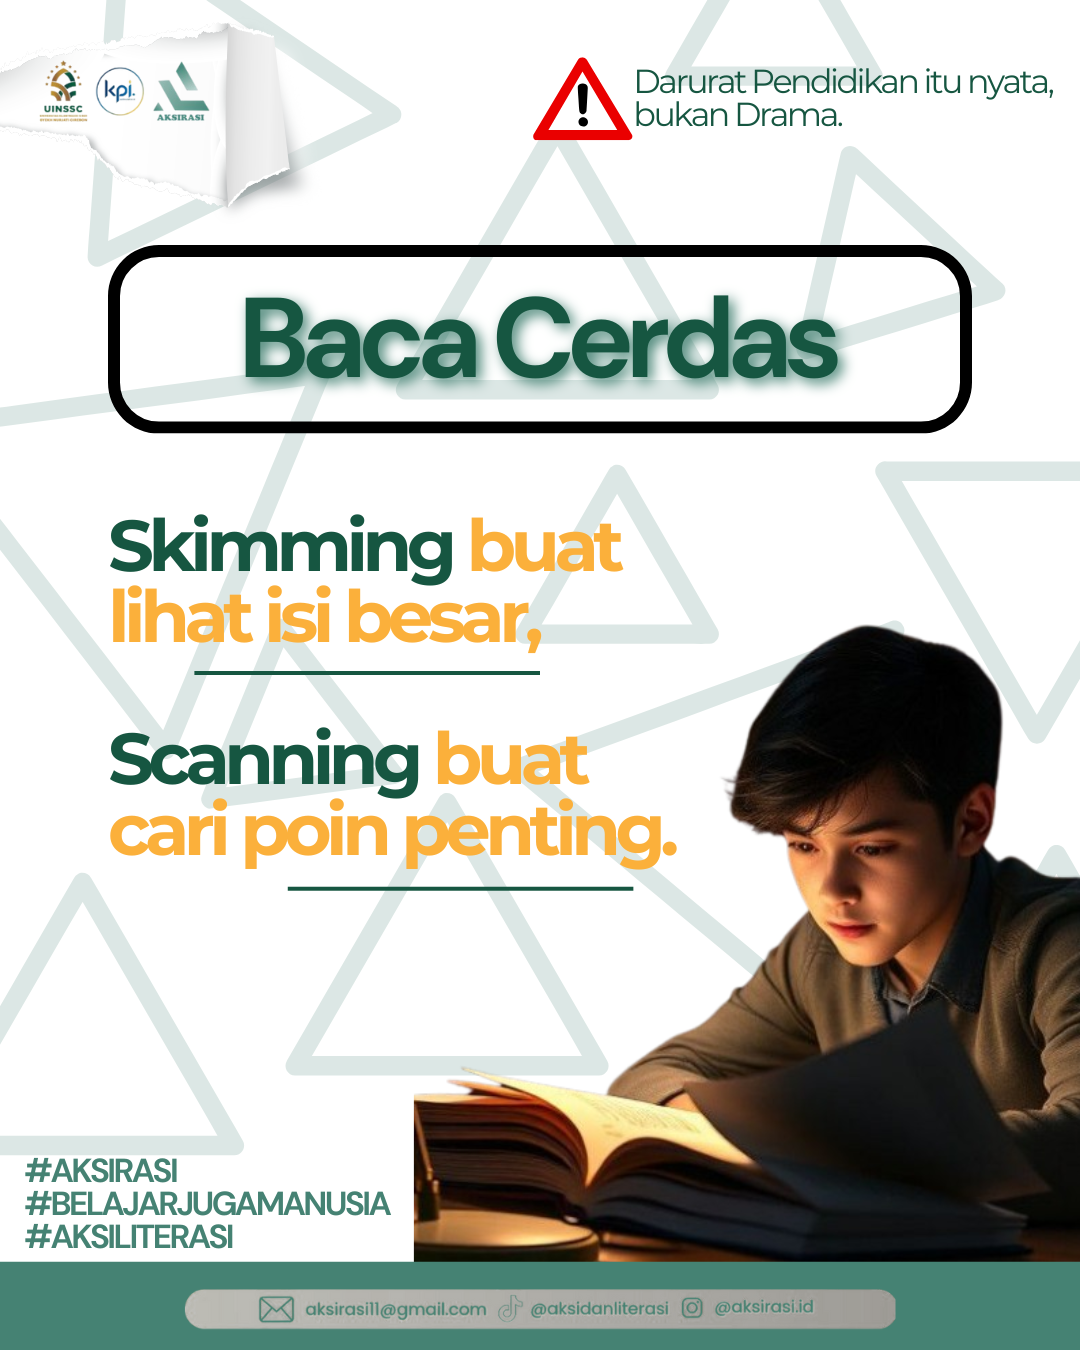 UINSSC
kpi.
AKSIRASI
Darurat Pendidikan itu nyata,
bukan Drama.
Baca Cerdas
Skimming buat
lihat isi besar,
Scanning buat
cari poin penting.
#AKSIRASI
#BELAJARJUGAMANUSIA
#AKSILITERASI
aksirasi11@gmail.com @aksidanliterasi @aksirasi.id